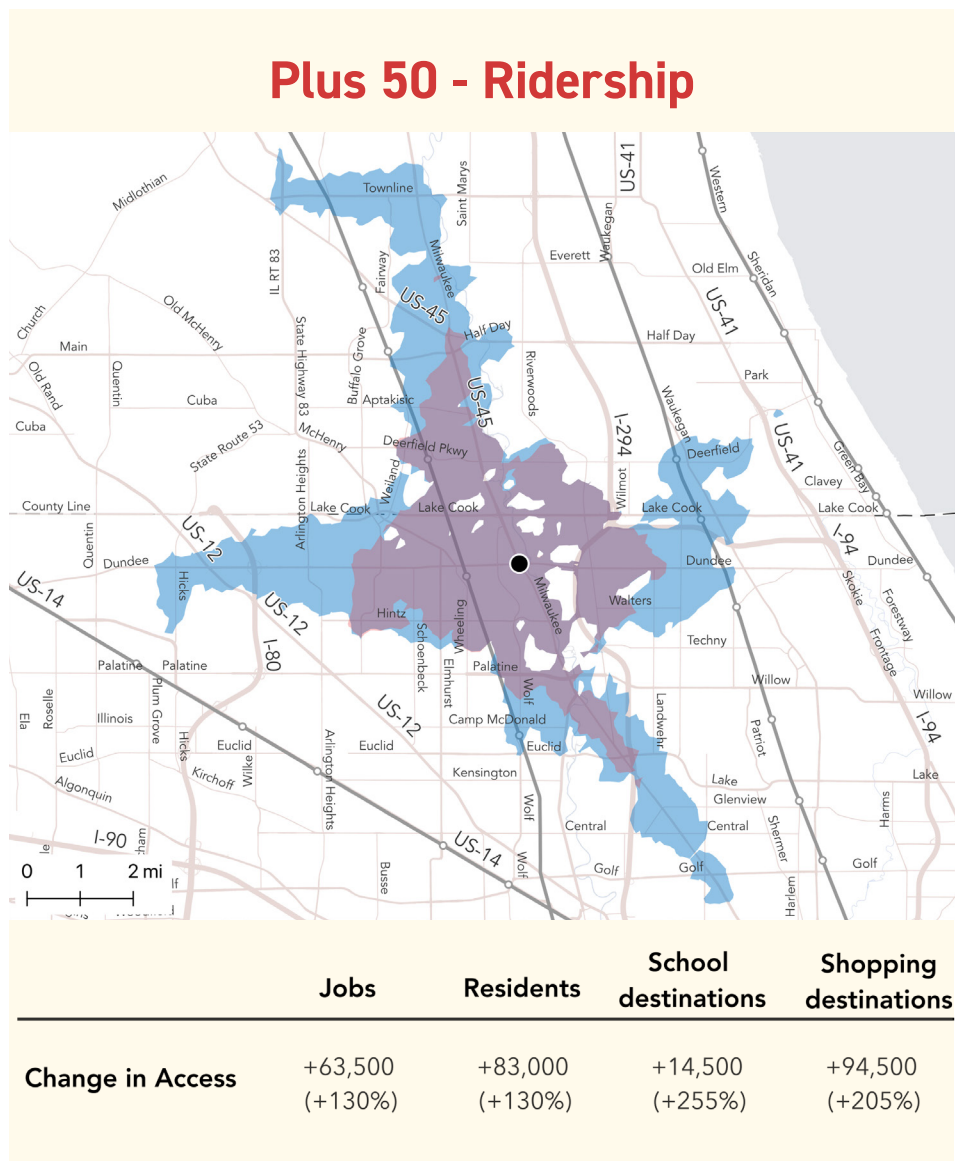 Plus 50 - Ridership
Midlothian
Townline
Saint Marys
US-41
Western
Waukegan
Everett
Old Elm
Sheridan
IL RT 83
Fairway
Milwaukee
US-45
US-41
Church
Old McHenry
Half Day
Half Day
Main
State Highway 83
Buffalo Grove
Riverwoods
Park
Old Rand
Quentin
Cuba
Aptakisic
US-45
Waukegan
Cuba
State Route 53
McHenry
Deerfield Pkwy
I-294
Deerfield
US-41
Green Bay
Arlington Heights
Weiland
Wilmot
Clavey
County Line
Lake Cook
Lake Cook
Lake Cook
Lake Cook
US-12
I-94
Quentin
Dundee
Dundee
Dundee
US-14
Hicks
US-12
Hintz
Milwaukee
Walters
Skokie
Forestway
Schoenbeck
Wheeling
Techny
Frontage
I-80
Palatine
Palatine
Elmhurst
Palatine
Willow
Willow
Ela
Roselle
Plum Grove
Illinois
US-12
Wolf
Camp McDonald
Landwehr
Patriot
I-94
Euclid
Hicks
Euclid
Wilke
Arlington Heights
Euclid
Euclid
Algonquin
Kirchoff
Kensington
Lake
Lake
Glenview
Harms
I-90
ham
le
Wolf
Central
Central
Shermer
US-14
0 1 2 mi
lf
Busse
Wolf
Golf
Golf
Golf
Harlem
Jobs
Residents
School
destinations
Shopping
destinations
Change in Access
+63,500
(+130%)
+83,000
(+130%)
+14,500
(+255%)
+94,500
(+205%)